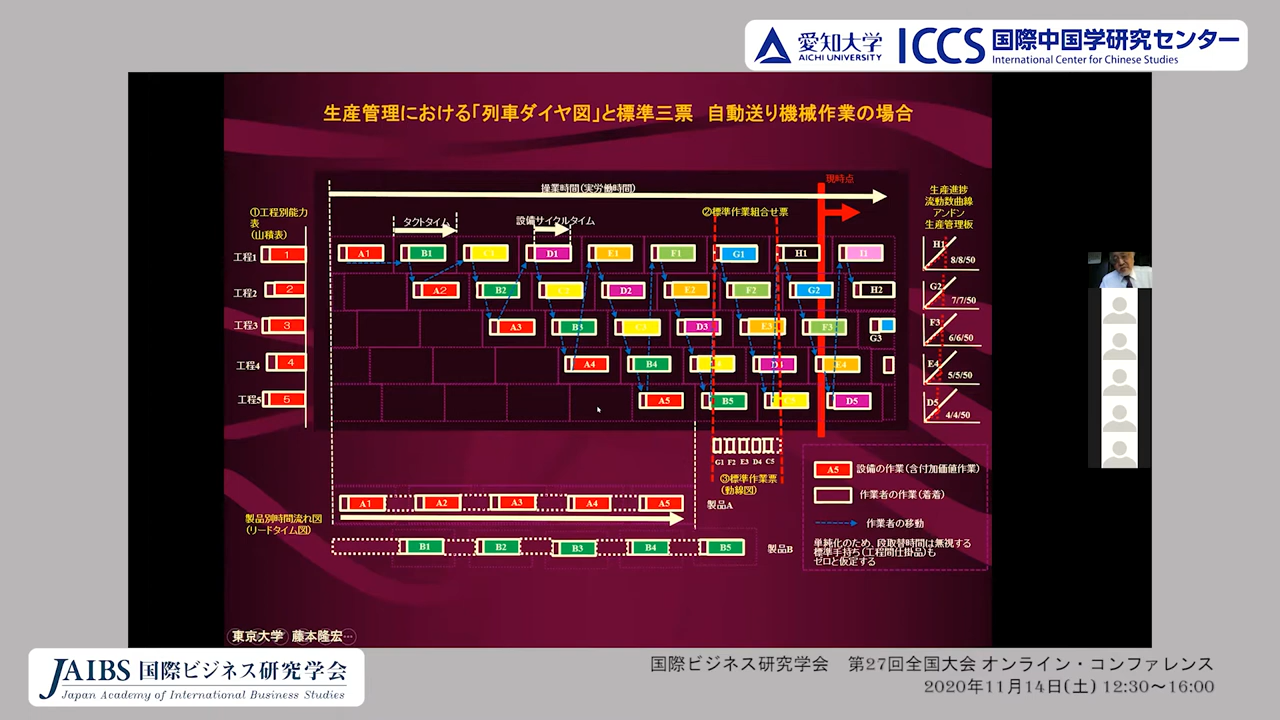 愛知大学
AICHI UNIVERSITY
ICCS 国際中国学研究センター
International Center for Chinese Studies
生産管理における「列車ダイヤ図」と標準三票 自動送り機械作業の場合
操業時間(実労働時間)
現時点
生産進捗
流動数曲線
アンドン
生産管理板
①工程別能力
表
(山積表)
タクトタイム
設備サイクルタイム
②標準作業組合せ票
工程1 1 A1 B1 C1 D1 E1 F1 G1 H1 I1 H1 8/8/50
工程2 2 A2 B2 C2 D2 E2 F2 G2 H2 G2 7/7/50
工程3 3 A3 B3 C3 D3 E3 F3 G3 F3 6/6/50
工程4 4 A4 B4 D4 E4 E4 5/5/50
工程5 5 A5 B5 C5 D5 D5 4/4/50
G1 F2 E3 D4 C5
③標準作業票
(動線図)
A5 設備の作業(含付加価値作業)
作業者の作業(着着)
作業者の移動
単純化のため、段取替時間は無視する
標準手持ち(工程間仕掛品)も
ゼロと仮定する
製品別時間流れ図
(リードタイム図)
A1 A2 A3 A4 A5 製品A
B1 B2 B3 B4 B5 製品B
東京大学 藤本隆宏…
JAIBS 国際ビジネス研究学会
Japan Academy of International Business Studies
国際ビジネス研究学会 第27回全国大会 オンライン・コンファレンス
2020年11月14日(土) 12:30～16:00